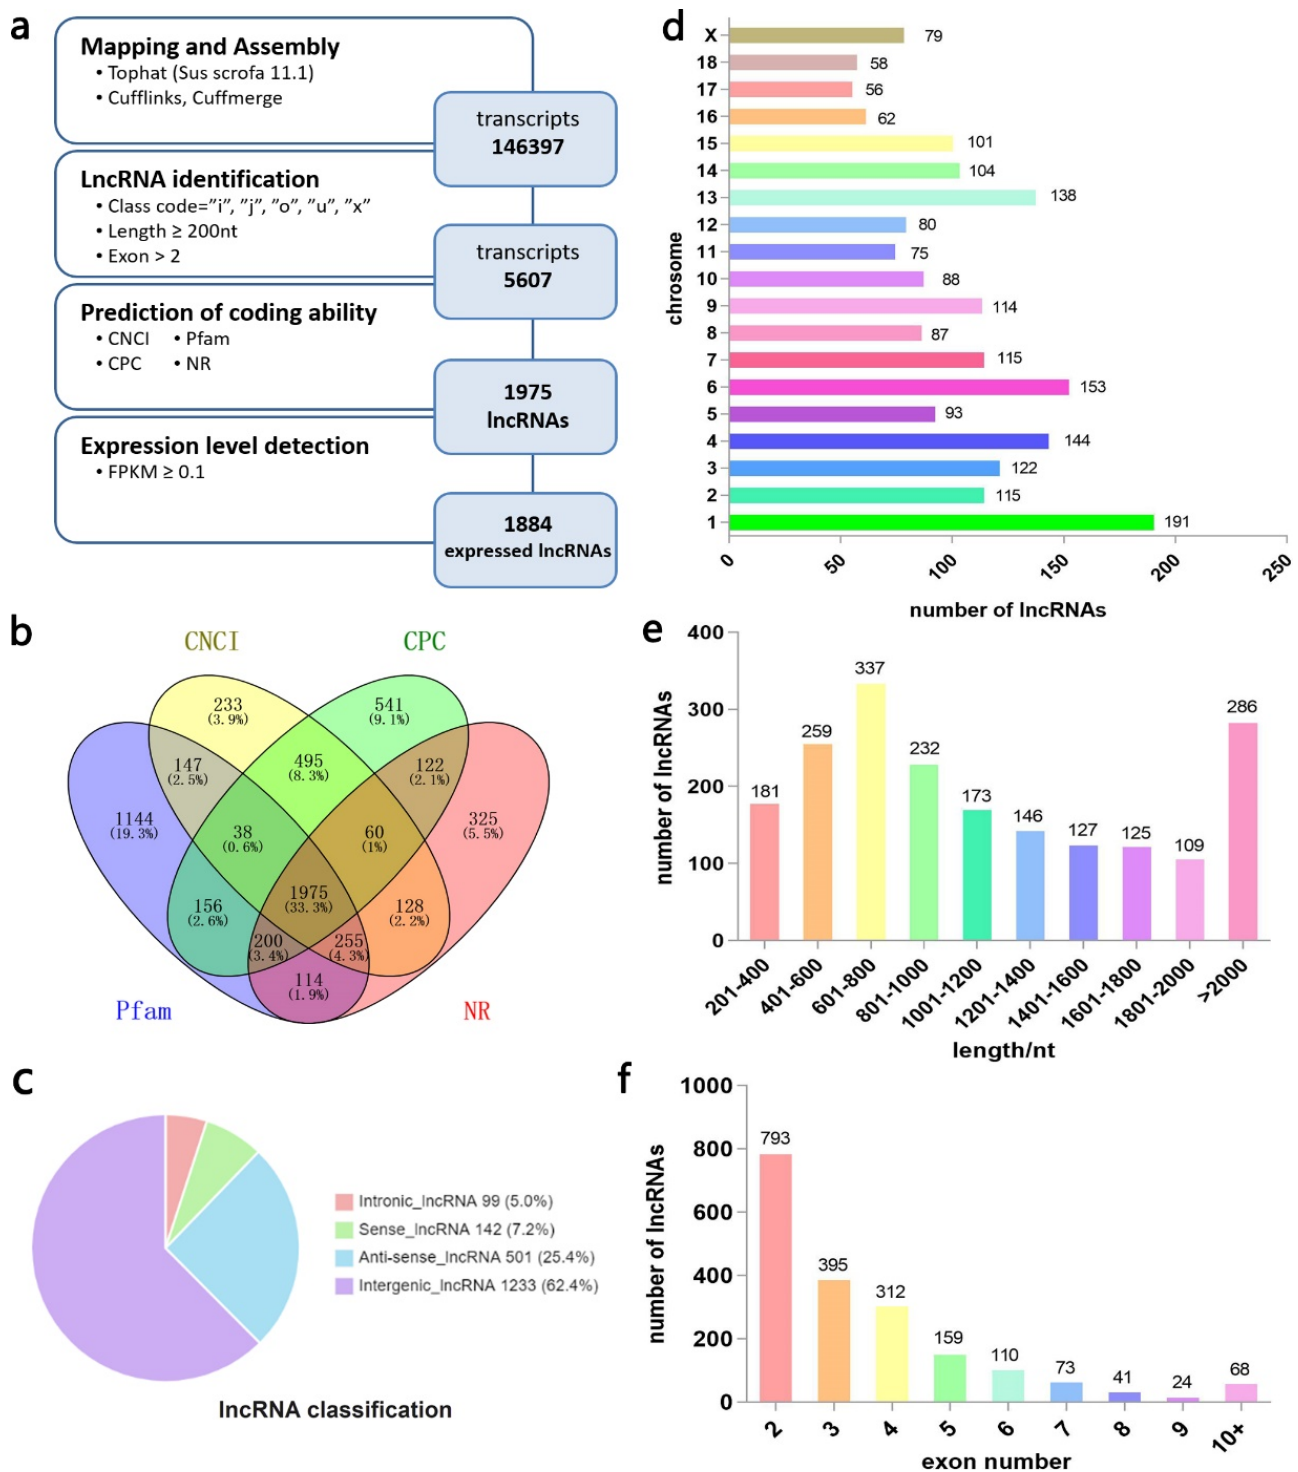 a
Mapping and Assembly
• Tophat (Sus scrofa 11.1)
• Cufflinks, Cuffmerge
transcripts
146397
LncRNA identification
• Class code=”i”, ”j”, ”o”, ”u”, ”x”
• Length ≥ 200nt
• Exon > 2
transcripts
5607
Prediction of coding ability
• CNCI • Pfam
• CPC • NR
1975
lncRNAs
Expression level detection
• FPKM ≥ 0.1
1884
expressed lncRNAs
b
CNCI CPC
233
(3.9%)
541
(9.1%)
147
(2.5%)
495
(8.3%)
122
(2.1%)
1144
(19.3%)
38
(0.6%)
60
(1%)
325
(5.5%)
156
(2.6%)
1975
(33.3%)
128
(2.2%)
200
(3.4%)
255
(4.3%)
114
(1.9%)
Pfam NR
c
Intronic_lncRNA 99 (5.0%)
Sense_lncRNA 142 (7.2%)
Anti-sense_lncRNA 501 (25.4%)
Intergenic_lncRNA 1233 (62.4%)
lncRNA classification
d
chrosome
X 79
18 58
17 56
16 62
15 101
14 104
13 138
12 80
11 75
10 88
9 114
8 87
7 115
6 153
5 93
4 144
3 122
2 115
1 191
0 50 100 150 200 250
number of lncRNAs
e
number of lncRNAs
400
300
200
100
0
181 259 337 232 173 146 127 125 109 286
201-400 401-600 601-800 801-1000 1001-1200 1201-1400 1401-1600 1601-1800 1801-2000 >2000
length/nt
f
number of lncRNAs
1000
800
600
400
200
0
793 395 312 159 110 73 41 24 68
2 3 4 5 6 7 8 9 10+
exon number